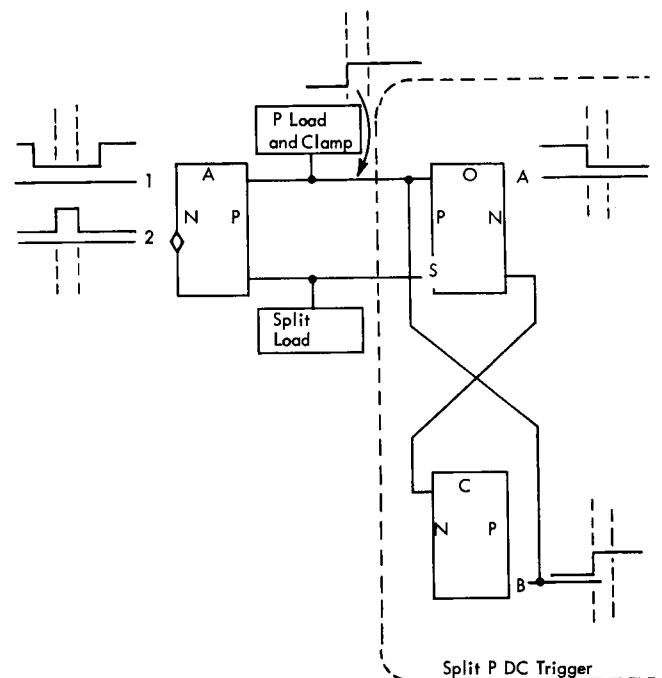 P Load
and Clamp
1
A
N P
2
O
A
P N
S
Split
Load
C
N P
B
Split P DC Trigger